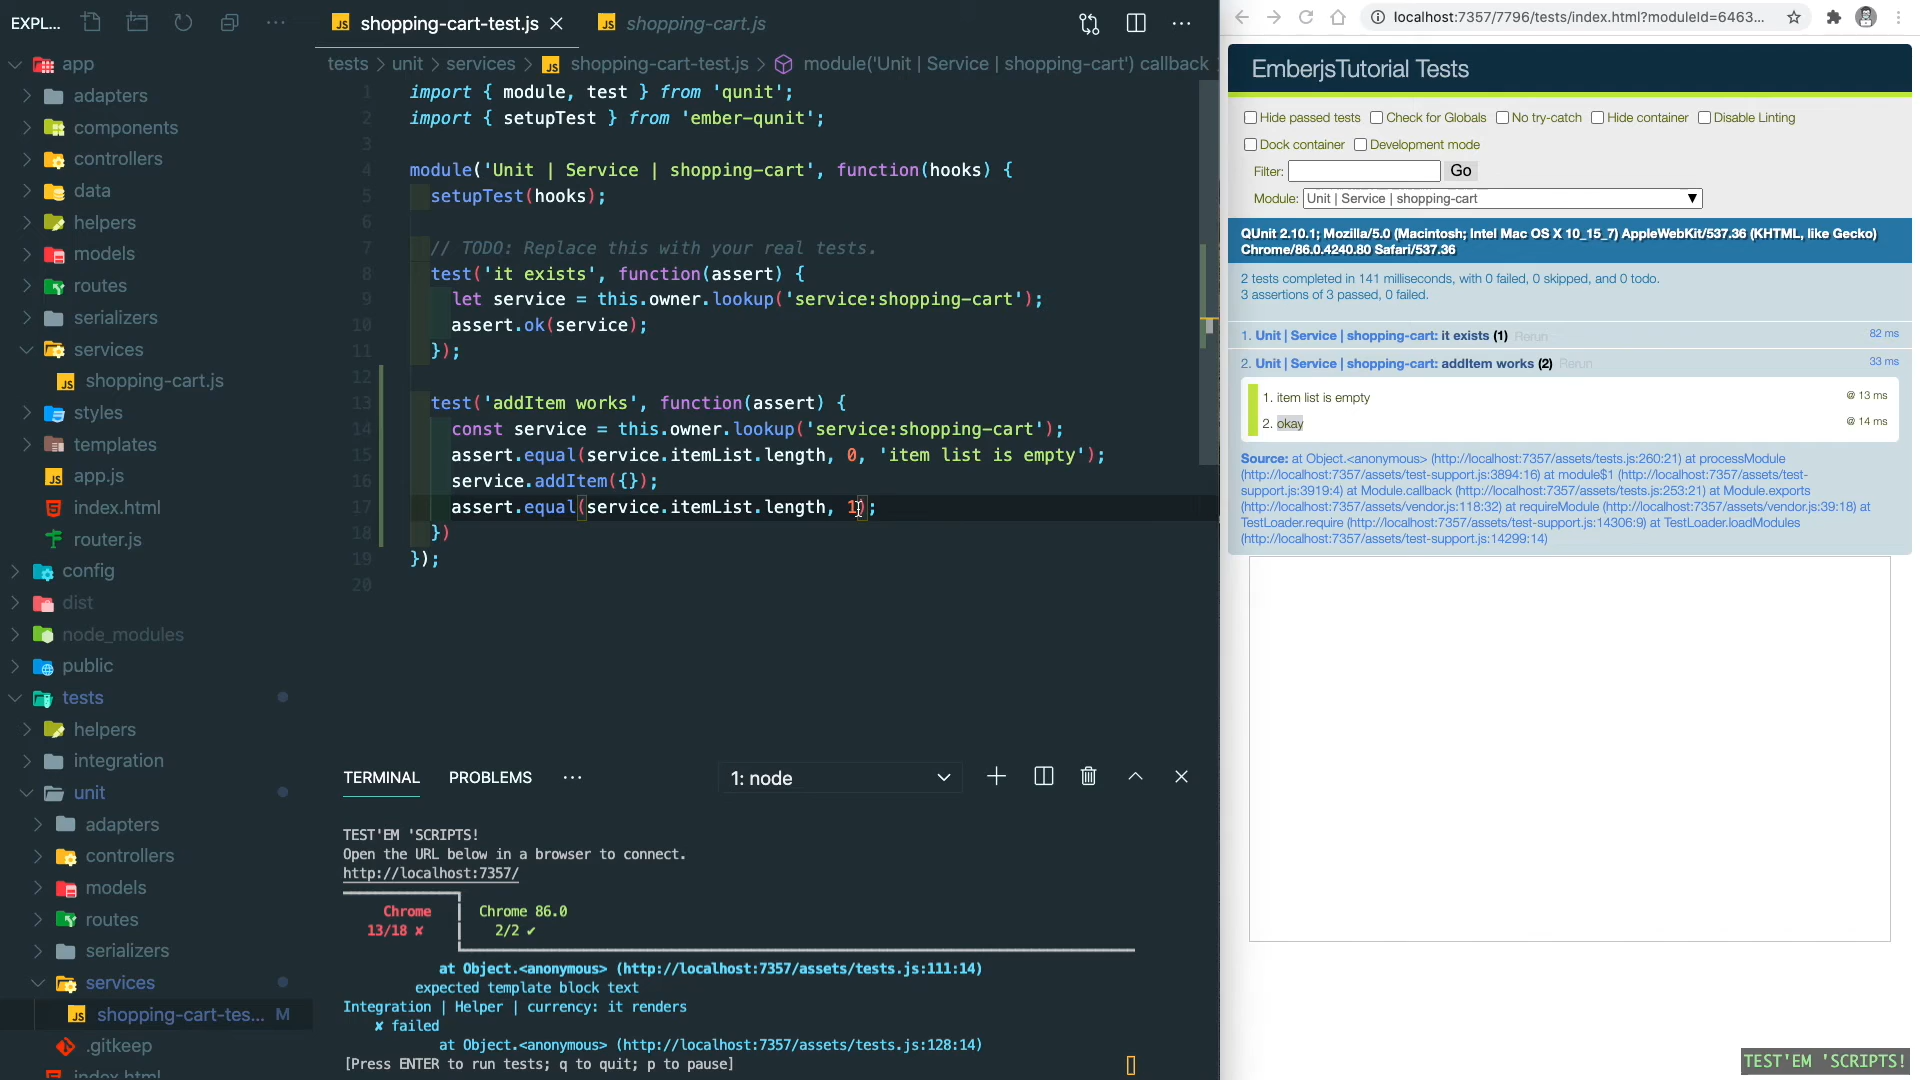 EXPL...
app
adapters
components
controllers
data
helpers
models
routes
serializers
services
JS shopping-cart.js
styles
templates
JS app.js
index.html
router.js
config
dist
node_modules
public
tests
helpers
integration
unit
adapters
controllers
models
routes
serializers
services
JS shopping-cart-tes... M
.gitkeep
index.html
JS shopping-cart-test.js
JS shopping-cart.js
tests > unit > services > JS shopping-cart-test.js > module('Unit | Service | shopping-cart') callback
1 import { module, test } from 'qunit';
2 import { setupTest } from 'ember-qunit';
3
4 module('Unit | Service | shopping-cart', function(hooks) {
5 setupTest(hooks);
6
7 // TODO: Replace this with your real tests.
8 test('it exists', function(assert) {
9 let service = this.owner.lookup('service:shopping-cart');
10 assert.ok(service);
11 });
12
13 test('addItem works', function(assert) {
14 const service = this.owner.lookup('service:shopping-cart');
15 assert.equal(service.itemList.length, 0, 'item list is empty');
16 service.addItem({});
17 assert.equal(service.itemList.length, 1);
18 })
19 });
20
TERMINAL PROBLEMS ... 1: node
TEST'EM 'SCRIPTS!
Open the URL below in a browser to connect.
http://localhost:7357/
Chrome Chrome 86.0
13/18 ✘ 2/2 ✔
at Object.<anonymous> (http://localhost:7357/assets/tests.js:111:14)
expected template block text
Integration | Helper | currency: it renders
✘ failed
at Object.<anonymous> (http://localhost:7357/assets/tests.js:128:14)
[Press ENTER to run tests; q to quit; p to pause]
localhost:7357/7796/tests/index.html?moduleId=6463...
EmberjsTutorial Tests
Hide passed tests Check for Globals No try-catch Hide container Disable Linting
Dock container Development mode
Filter: Go
Module: Unit | Service | shopping-cart ▼
QUnit 2.10.1; Mozilla/5.0 (Macintosh; Intel Mac OS X 10_15_7) AppleWebKit/537.36 (KHTML, like Gecko)
Chrome/86.0.4240.80 Safari/537.36
2 tests completed in 141 milliseconds, with 0 failed, 0 skipped, and 0 todo.
3 assertions of 3 passed, 0 failed.
1. Unit | Service | shopping-cart: it exists (1) Rerun 82 ms
2. Unit | Service | shopping-cart: addItem works (2) Rerun 33 ms
1. item list is empty @ 13 ms
2. okay @ 14 ms
Source: at Object.<anonymous> (http://localhost:7357/assets/tests.js:260:21) at processModule
(http://localhost:7357/assets/test-support.js:3894:16) at module$1 (http://localhost:7357/assets/test-
support.js:3919:4) at Module.callback (http://localhost:7357/assets/tests.js:253:21) at Module.exports
(http://localhost:7357/assets/vendor.js:118:32) at requireModule (http://localhost:7357/assets/vendor.js:39:18) at
TestLoader.require (http://localhost:7357/assets/test-support.js:14306:9) at TestLoader.loadModules
(http://localhost:7357/assets/test-support.js:14299:14)
TEST'EM 'SCRIPTS!